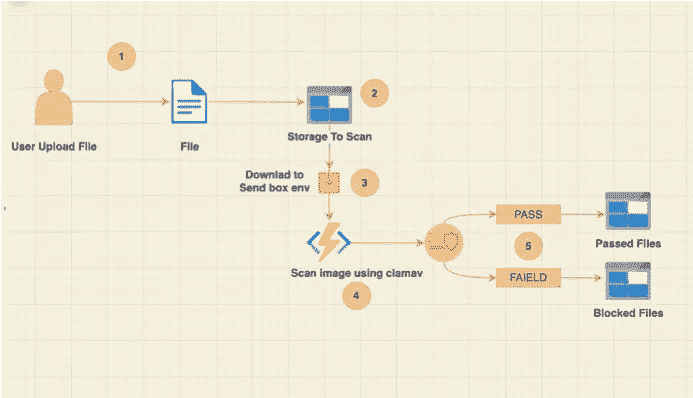 1
2
User Upload File
File
Storage To Scan
Downlad to
Send box env
3
PASS
Passed Files
5
Scan image using clamav
4
FAIELD
Blocked Files